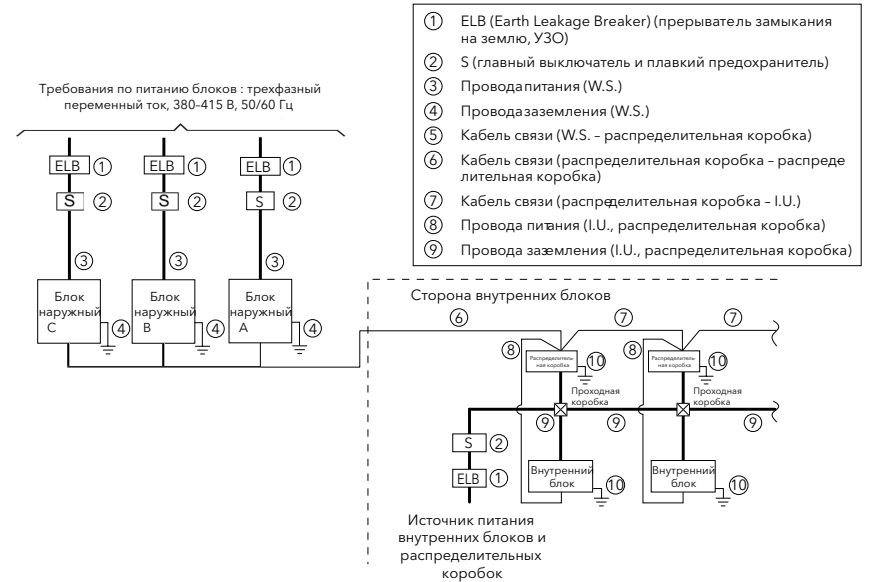 ① ELB (Earth Leakage Breaker) (прерыватель замыкания
на землю, УЗО)
② S (главный выключатель и плавкий предохранитель)
③ Провода питания (W.S.)
④ Провода заземления (W.S.)
⑤ Кабель связи (W.S. – распределительная коробка)
⑥ Кабель связи (распределительная коробка – распреде
лительная коробка)
⑦ Кабель связи (распределительная коробка – I.U.)
⑧ Провода питания (I.U., распределительная коробка)
⑨ Провода заземления (I.U., распределительная коробка)
Требования по питанию блоков : трехфазный
переменный ток, 380–415 В, 50/60 Гц
ELB ① ELB ① ELB ①
S ② S ② S ②
③ ③ ③
Блок
наружный
C
④
Блок
наружный
B
④
Блок
наружный
A
④
Сторона внутренних блоков
⑥ ⑦ ⑦
⑧
Распределитель-
ная коробка
⑩
⑧
Распределитель-
ная коробка
⑩
Проходная
коробка
Проходная
коробка
⑨ ⑨ ⑨
S ②
ELB ①
Внутренний
блок
⑩
Внутренний
блок
⑩
Источник питания
внутренних блоков и
распределительных
коробок